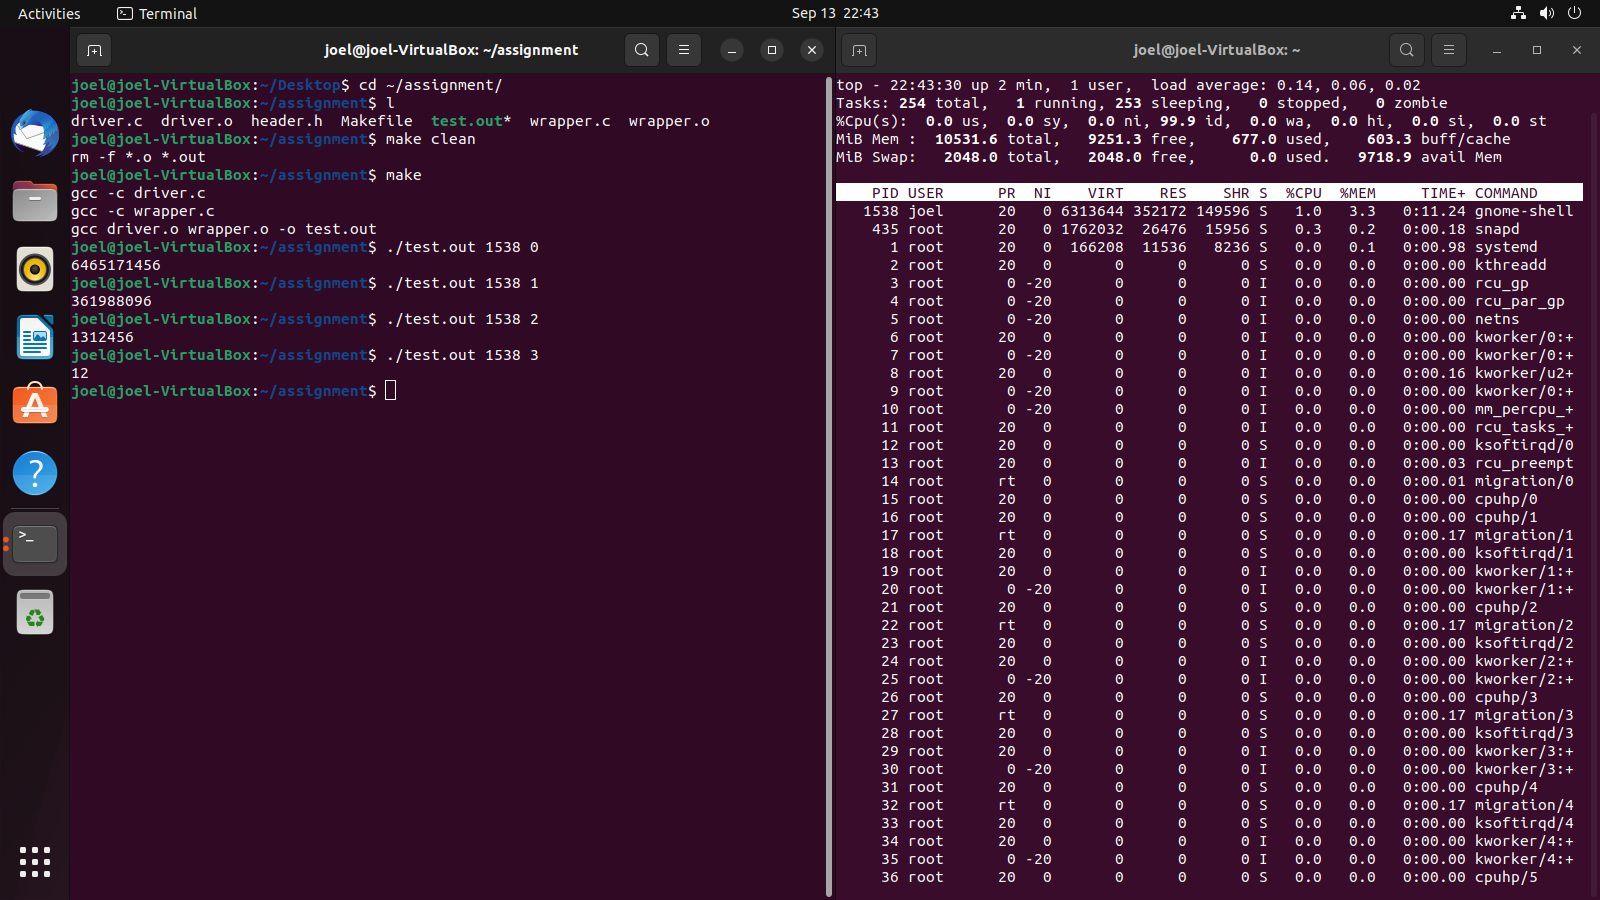 Activities
Terminal
Sep 13 22:43
joel@joel-VirtualBox: ~/assignment
joel@joel-VirtualBox:~/Desktop$ cd ~/assignment/
joel@joel-VirtualBox:~/assignment$ l
driver.c  driver.o  header.h  Makefile  test.out*  wrapper.c  wrapper.o
joel@joel-VirtualBox:~/assignment$ make clean
rm -f *.o *.out
joel@joel-VirtualBox:~/assignment$ make
gcc -c driver.c
gcc -c wrapper.c
gcc driver.o wrapper.o -o test.out
joel@joel-VirtualBox:~/assignment$ ./test.out 1538 0
6465171456
joel@joel-VirtualBox:~/assignment$ ./test.out 1538 1
361988096
joel@joel-VirtualBox:~/assignment$ ./test.out 1538 2
1312456
joel@joel-VirtualBox:~/assignment$ ./test.out 1538 3
12
joel@joel-VirtualBox:~/assignment$
joel@joel-VirtualBox: ~
top - 22:43:30 up 2 min,  1 user,  load average: 0.14, 0.06, 0.02
Tasks: 254 total,   1 running, 253 sleeping,   0 stopped,   0 zombie
%Cpu(s):  0.0 us,  0.0 sy,  0.0 ni, 99.9 id,  0.0 wa,  0.0 hi,  0.0 si,  0.0 st
MiB Mem :  10531.6 total,   9251.3 free,    677.0 used,    603.3 buff/cache
MiB Swap:   2048.0 total,   2048.0 free,      0.0 used.   9718.9 avail Mem
PID USER      PR  NI    VIRT    RES    SHR S  %CPU  %MEM     TIME+ COMMAND
1538 joel      20   0 6313644 352172 149596 S   1.0   3.3   0:11.24 gnome-shell
435 root      20   0 1762032  26476  15956 S   0.3   0.2   0:00.18 snapd
1 root      20   0  166208  11536   8236 S   0.0   0.1   0:00.98 systemd
2 root      20   0       0      0      0 S   0.0   0.0   0:00.00 kthreadd
3 root       0 -20       0      0      0 I   0.0   0.0   0:00.00 rcu_gp
4 root       0 -20       0      0      0 I   0.0   0.0   0:00.00 rcu_par_gp
5 root       0 -20       0      0      0 I   0.0   0.0   0:00.00 netns
6 root      20   0       0      0      0 I   0.0   0.0   0:00.00 kworker/0:+
7 root       0 -20       0      0      0 I   0.0   0.0   0:00.00 kworker/0:+
8 root      20   0       0      0      0 I   0.0   0.0   0:00.16 kworker/u2+
9 root       0 -20       0      0      0 I   0.0   0.0   0:00.00 kworker/0:+
10 root       0 -20       0      0      0 I   0.0   0.0   0:00.00 mm_percpu_+
11 root      20   0       0      0      0 I   0.0   0.0   0:00.00 rcu_tasks_+
12 root      20   0       0      0      0 S   0.0   0.0   0:00.00 ksoftirqd/0
13 root      20   0       0      0      0 I   0.0   0.0   0:00.03 rcu_preempt
14 root      rt   0       0      0      0 S   0.0   0.0   0:00.01 migration/0
15 root      20   0       0      0      0 S   0.0   0.0   0:00.00 cpuhp/0
16 root      20   0       0      0      0 S   0.0   0.0   0:00.00 cpuhp/1
17 root      rt   0       0      0      0 S   0.0   0.0   0:00.17 migration/1
18 root      20   0       0      0      0 S   0.0   0.0   0:00.00 ksoftirqd/1
19 root      20   0       0      0      0 I   0.0   0.0   0:00.00 kworker/1:+
20 root       0 -20       0      0      0 I   0.0   0.0   0:00.00 kworker/1:+
21 root      20   0       0      0      0 S   0.0   0.0   0:00.00 cpuhp/2
22 root      rt   0       0      0      0 S   0.0   0.0   0:00.17 migration/2
23 root      20   0       0      0      0 S   0.0   0.0   0:00.00 ksoftirqd/2
24 root      20   0       0      0      0 I   0.0   0.0   0:00.00 kworker/2:+
25 root       0 -20       0      0      0 I   0.0   0.0   0:00.00 kworker/2:+
26 root      20   0       0      0      0 S   0.0   0.0   0:00.00 cpuhp/3
27 root      rt   0       0      0      0 S   0.0   0.0   0:00.17 migration/3
28 root      20   0       0      0      0 S   0.0   0.0   0:00.00 ksoftirqd/3
29 root      20   0       0      0      0 I   0.0   0.0   0:00.00 kworker/3:+
30 root       0 -20       0      0      0 I   0.0   0.0   0:00.00 kworker/3:+
31 root      20   0       0      0      0 S   0.0   0.0   0:00.00 cpuhp/4
32 root      rt   0       0      0      0 S   0.0   0.0   0:00.17 migration/4
33 root      20   0       0      0      0 S   0.0   0.0   0:00.00 ksoftirqd/4
34 root      20   0       0      0      0 I   0.0   0.0   0:00.00 kworker/4:+
35 root       0 -20       0      0      0 I   0.0   0.0   0:00.00 kworker/4:+
36 root      20   0       0      0      0 S   0.0   0.0   0:00.00 cpuhp/5